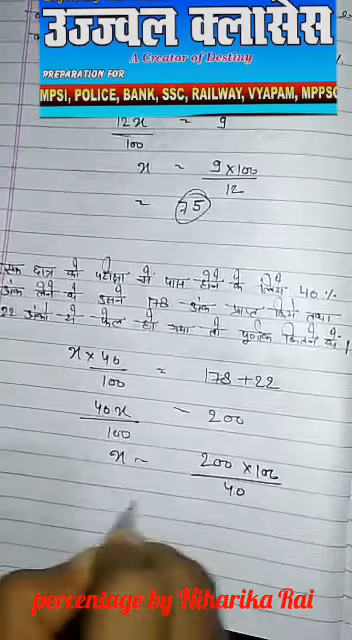 उज्ज्वल क्लासेस
A Creator of Destiny
PREPARATION FOR
MPSI, POLICE, BANK, SSC, RAILWAY, VYAPAM, MPPSC
12x/100 = 9
x = 9×100/12
= 75
एक छात्र को परीक्षा में पास होने के लिये 40%
अंक लेने थे उसने 178 अंक प्राप्त किये तथा
22 अंको से फेल हो गया तो पूर्णांक कितने थे।
x × 40/100 = 178+22
40x/100 – 200
x – 200×100/40
percentage by Niharika Rai